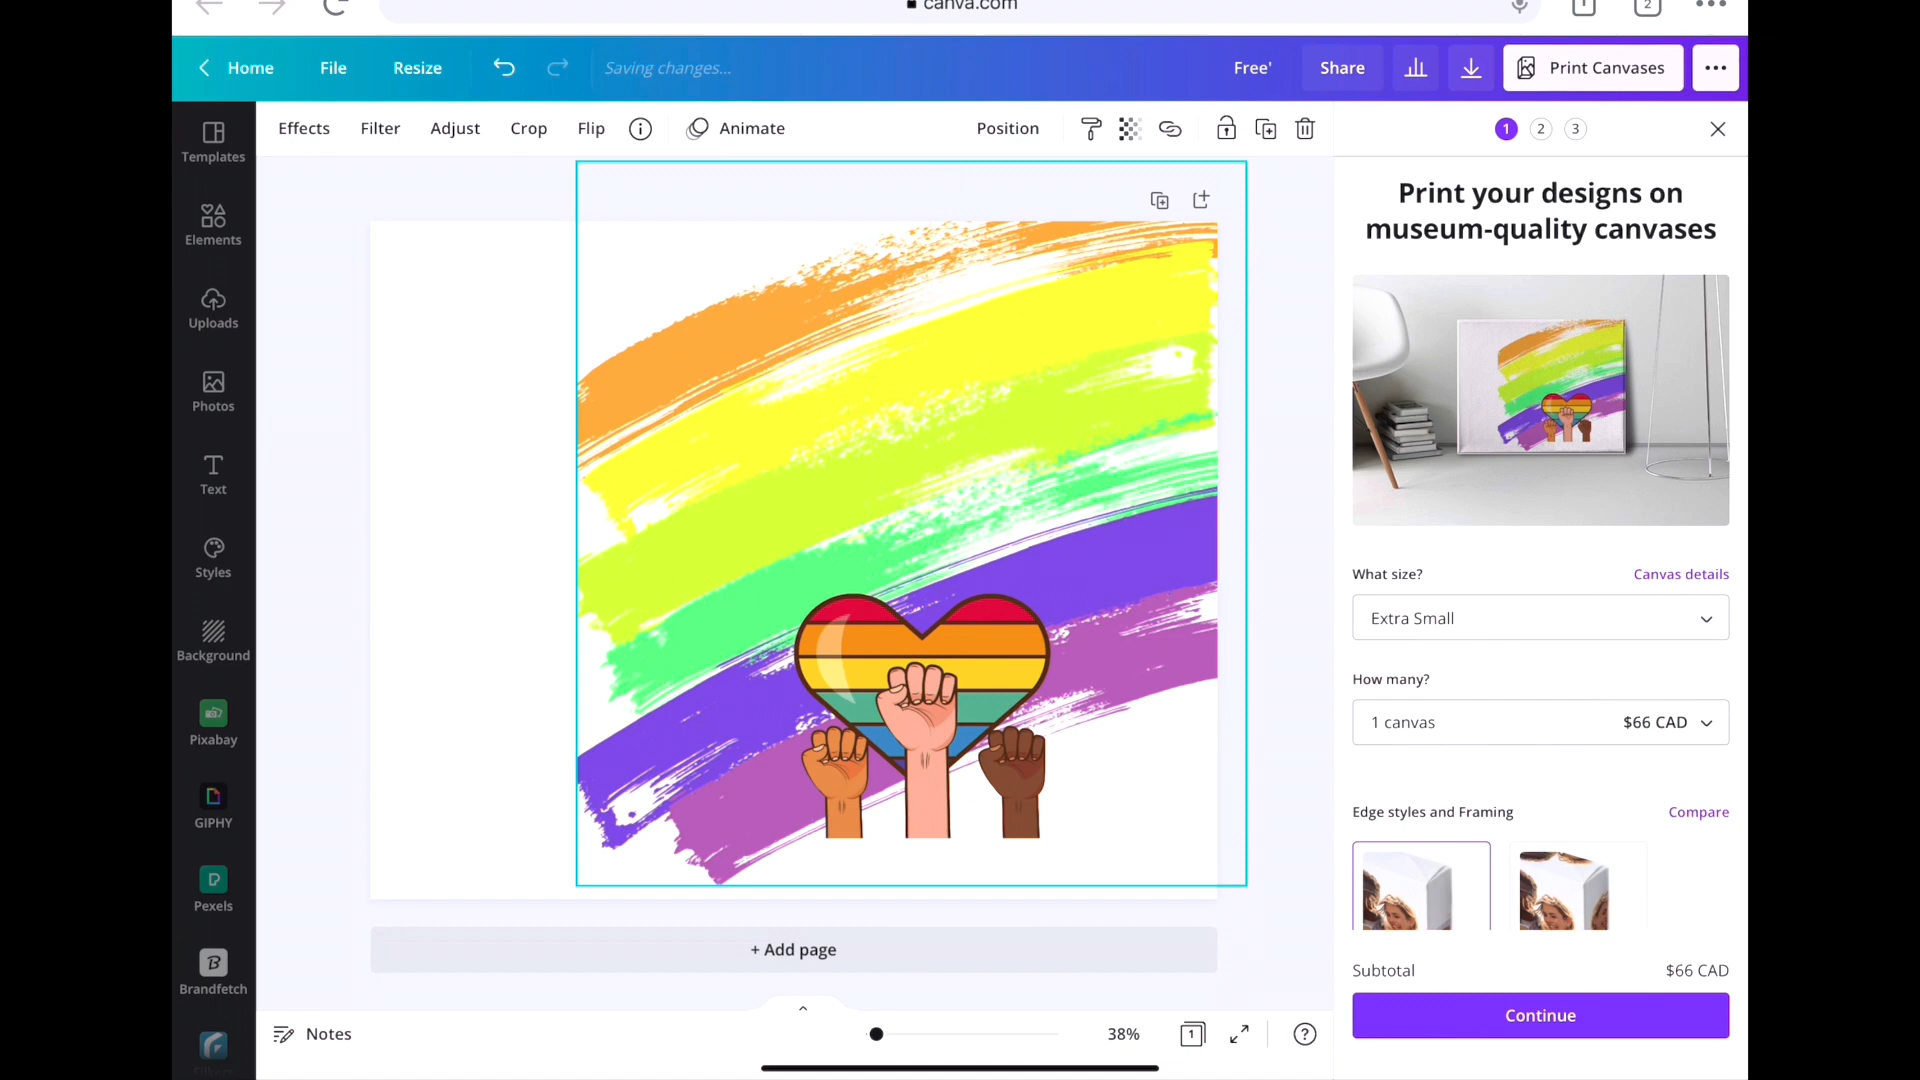 canva.com
2
Home
File
Resize
Saving changes...
Free'
Share
Print Canvases
Effects
Filter
Adjust
Crop
Flip
Animate
Position
1
2
3
Templates
Elements
Uploads
Photos
Text
Styles
Background
Pixabay
GIPHY
Pexels
Brandfetch
Print your designs on
museum-quality canvases
What size?
Canvas details
Extra Small
How many?
1 canvas
$66 CAD
Edge styles and Framing
Compare
Subtotal
$66 CAD
Continue
+ Add page
Notes
38%
1